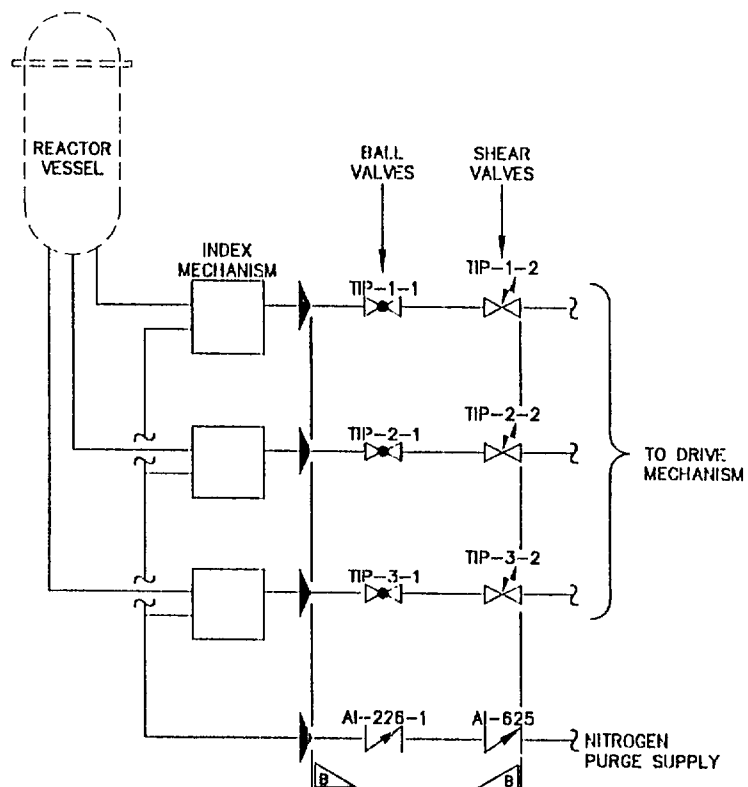 REACTOR
VESSEL
BALL
VALVES
SHEAR
VALVES
INDEX
MECHANISM
TIP-1-1
TIP-1-2
TIP-2-1
TIP-2-2
TO DRIVE
MECHANISM
TIP-3-1
TIP-3-2
AI-226-1
AI-625
NITROGEN
PURGE SUPPLY
B
B